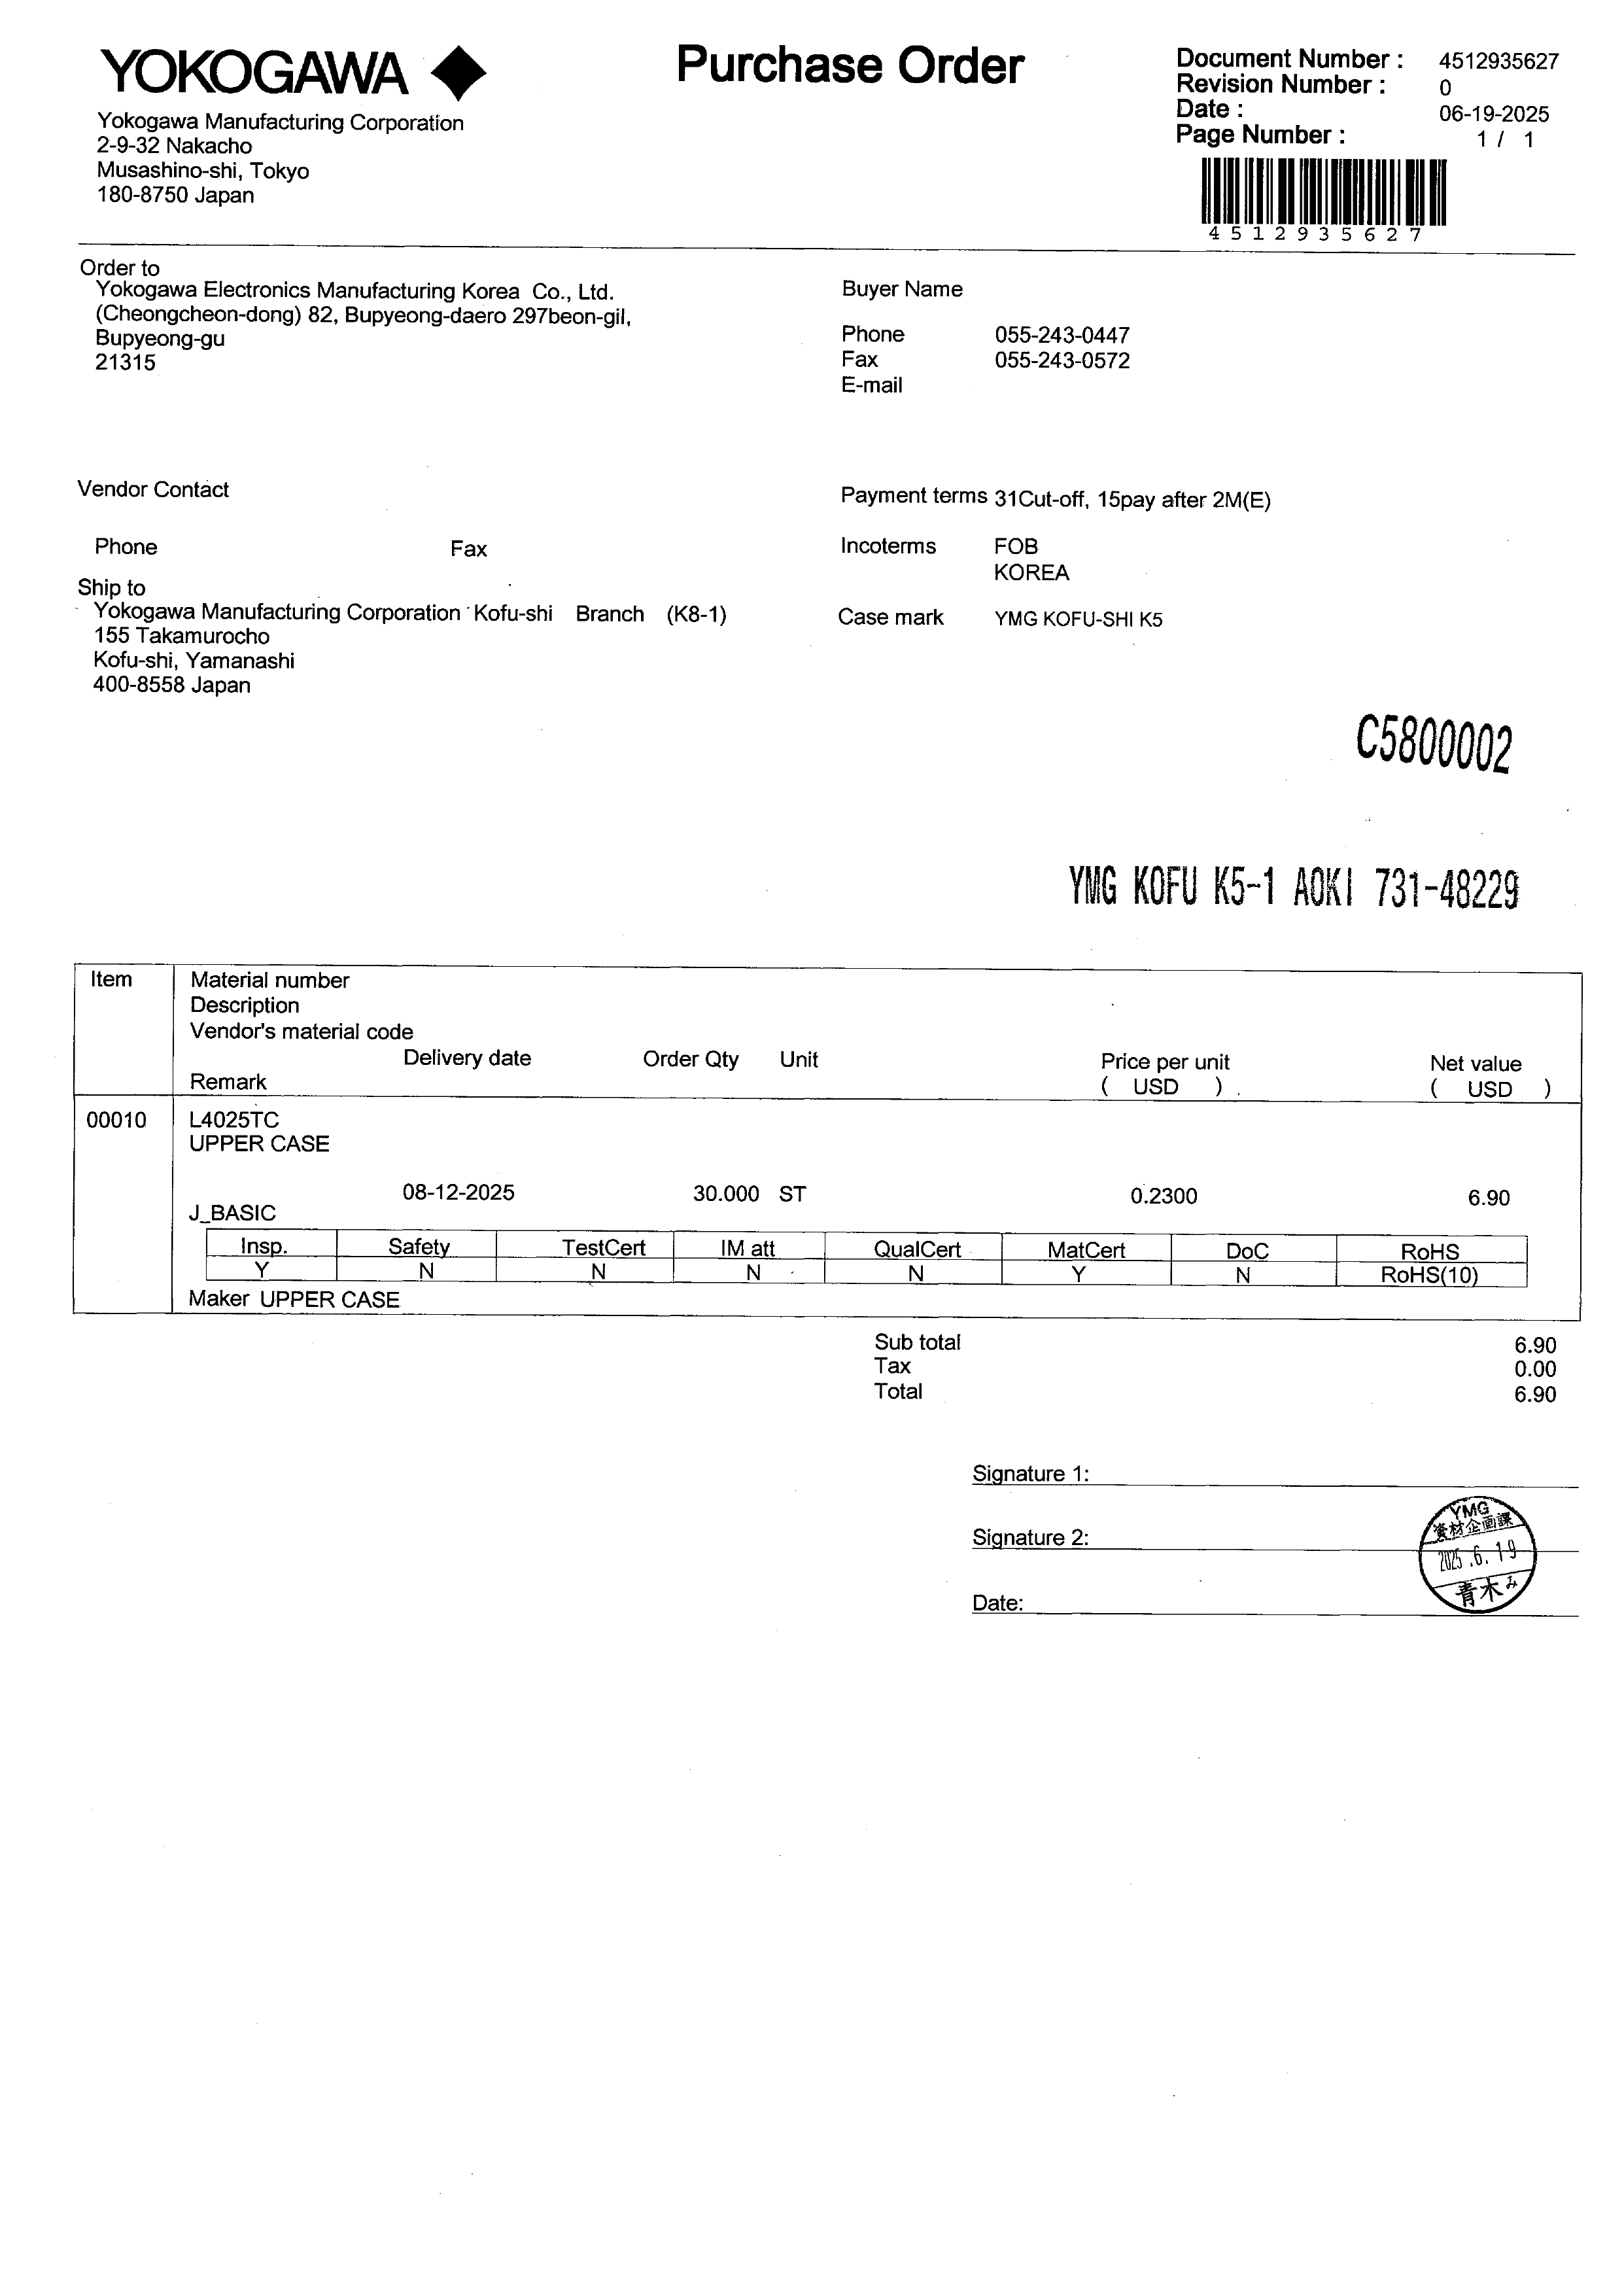 YOKOGAWA
Purchase Order
Document Number : 4512935627
Revision Number : 0
Date : 06-19-2025
Page Number : 1 / 1
4512935627
Yokogawa Manufacturing Corporation
2-9-32 Nakacho
Musashino-shi, Tokyo
180-8750 Japan
Order to
Yokogawa Electronics Manufacturing Korea Co., Ltd.
(Cheongcheon-dong) 82, Bupyeong-daero 297beon-gil,
Bupyeong-gu
21315
Buyer Name
Phone 055-243-0447
Fax 055-243-0572
E-mail
Vendor Contact
Phone Fax
Payment terms 31Cut-off, 15pay after 2M(E)
Incoterms FOB
KOREA
Ship to
Yokogawa Manufacturing Corporation Kofu-shi Branch (K8-1)
155 Takamurocho
Kofu-shi, Yamanashi
400-8558 Japan
Case mark YMG KOFU-SHI K5
C5800002
YMG KOFU K5-1 AOKI 731-48229
Item Material number
Description
Vendor's material code
Delivery date Order Qty Unit Price per unit Net value
Remark ( USD ) ( USD )
00010 L4025TC
UPPER CASE
08-12-2025 30.000 ST 0.2300 6.90
J_BASIC
Insp. Safety TestCert IM att QualCert MatCert DoC RoHS
Y N N N N Y N RoHS(10)
Maker UPPER CASE
Sub total 6.90
Tax 0.00
Total 6.90
Signature 1:
Signature 2:
Date:
YMG
資材企画課
2025.6.19
青木み